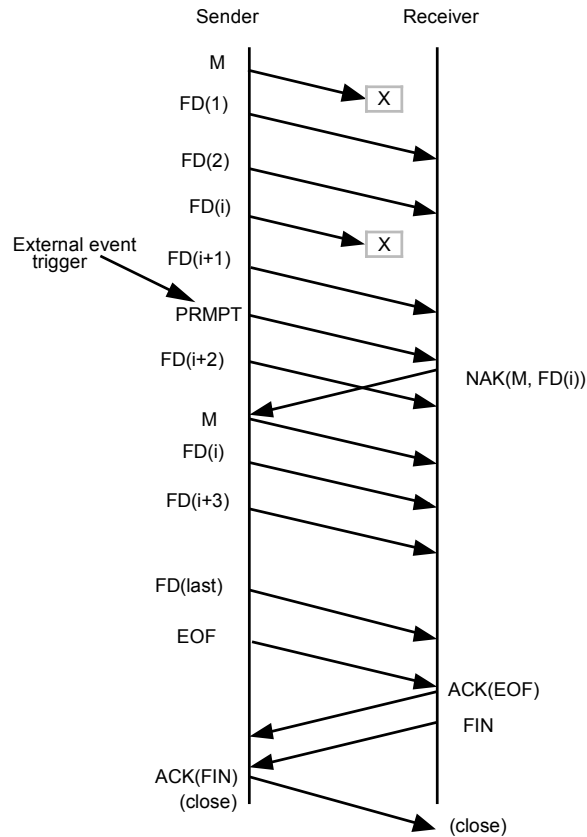 Sender Receiver
M
X
FD(1)
FD(2)
FD(i)
X
External event
trigger
FD(i+1)
PRMPT
FD(i+2)
NAK(M, FD(i))
M
FD(i)
FD(i+3)
FD(last)
EOF
ACK(EOF)
FIN
ACK(FIN)
(close)
(close)